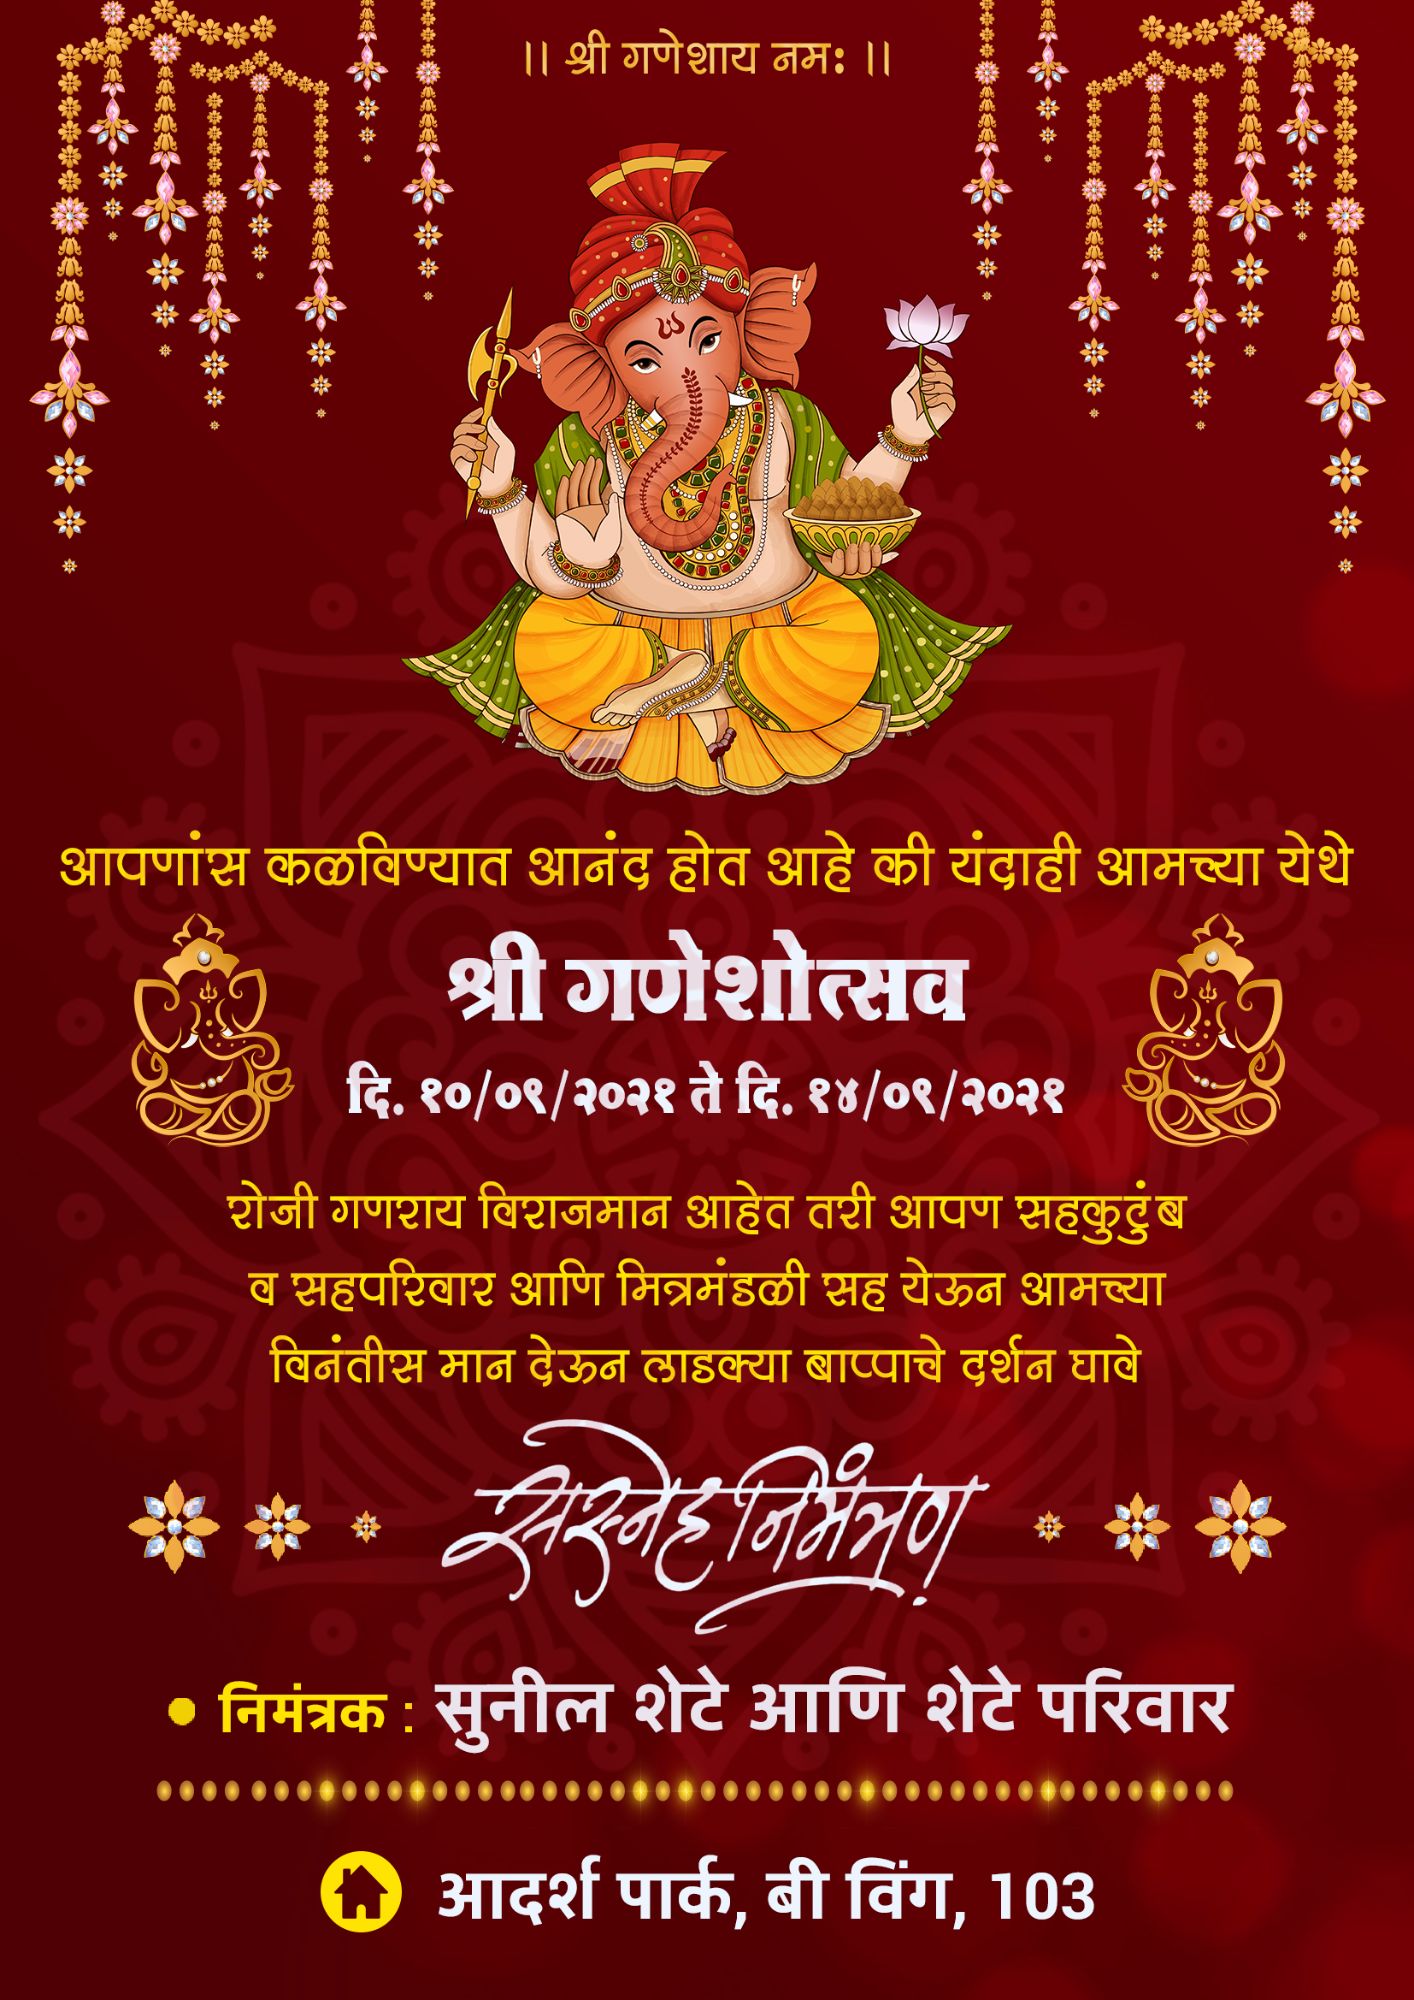 ।। श्री गणेशाय नमः ।।
आपणांस कळविण्यात आनंद होत आहे की यंदाही आमच्या येथे
श्री गणेशोत्सव
दि. १०/०९/२०२१ ते दि. १४/०९/२०२१
रोजी गणराय विराजमान आहेत तरी आपण सहकुटुंब
व सहपरिवार आणि मित्रमंडळी सह येऊन आमच्या
विनंतीस मान देऊन लाडक्या बाप्पाचे दर्शन घावे
सस्नेह निमंत्रण
निमंत्रक : सुनील शेटे आणि शेटे परिवार
आदर्श पार्क, बी विंग, 103